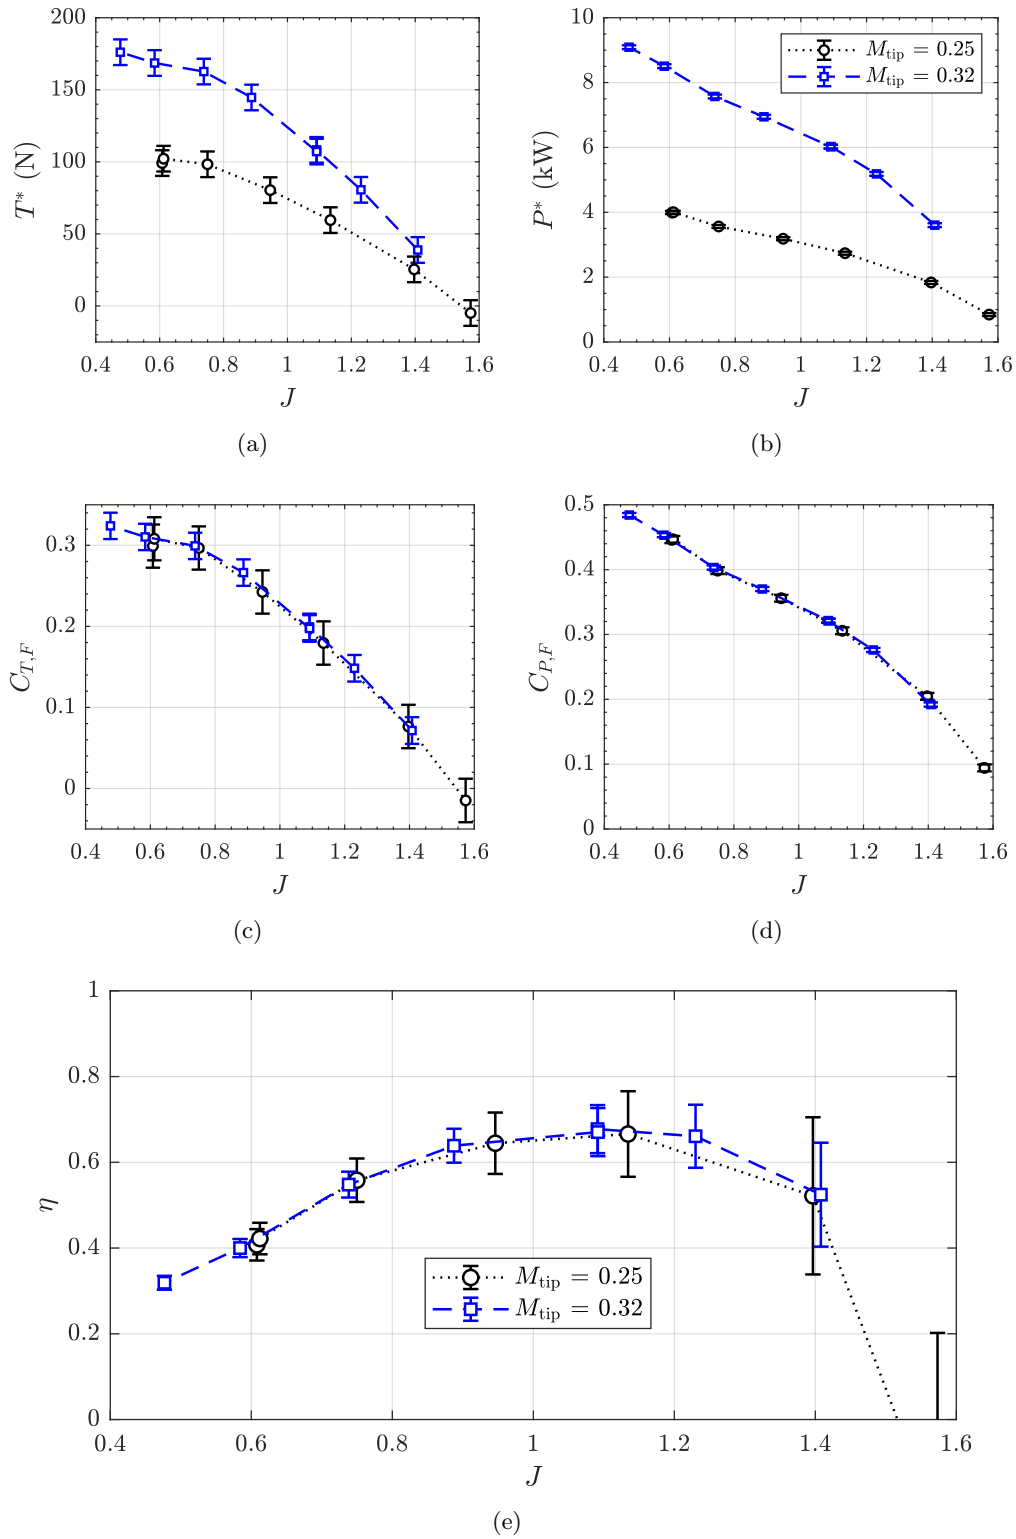 200
150
100
50
0
T* (N)
0.4 0.6 0.8 1 1.2 1.4 1.6
J
(a)
10
8
6
4
2
0
P* (kW)
M_tip = 0.25
M_tip = 0.32
0.4 0.6 0.8 1 1.2 1.4 1.6
J
(b)
0.3
0.2
0.1
0
C_{T,F}
0.4 0.6 0.8 1 1.2 1.4 1.6
J
(c)
0.5
0.4
0.3
0.2
0.1
0
C_{P,F}
0.4 0.6 0.8 1 1.2 1.4 1.6
J
(d)
1
0.8
0.6
0.4
0.2
0
η
M_tip = 0.25
M_tip = 0.32
0.4 0.6 0.8 1 1.2 1.4 1.6
J
(e)